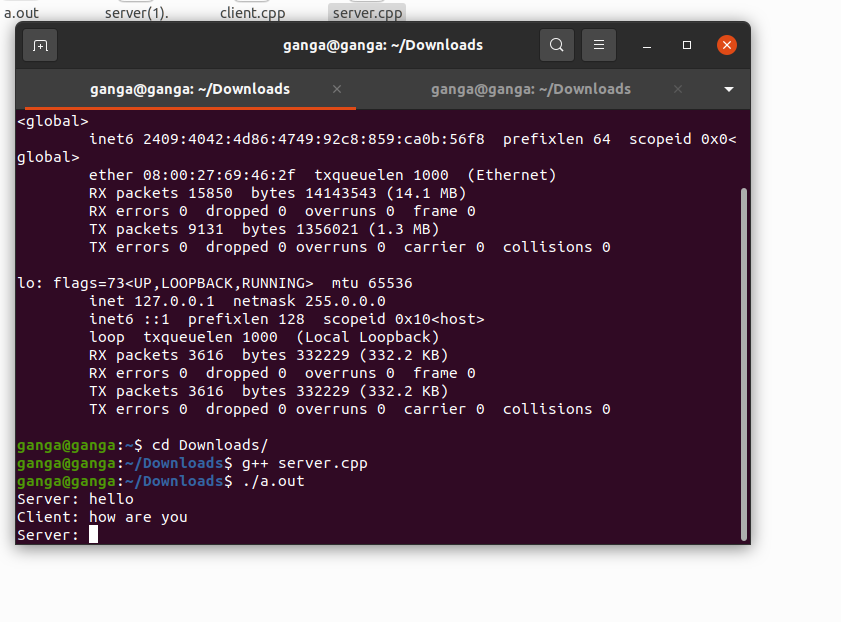 a.out server(1). client.cpp server.cpp
ganga@ganga: ~/Downloads
ganga@ganga: ~/Downloads ganga@ganga: ~/Downloads
<global>
inet6 2409:4042:4d86:4749:92c8:859:ca0b:56f8 prefixlen 64 scopeid 0x0<
global>
ether 08:00:27:69:46:2f txqueuelen 1000 (Ethernet)
RX packets 15850 bytes 14143543 (14.1 MB)
RX errors 0 dropped 0 overruns 0 frame 0
TX packets 9131 bytes 1356021 (1.3 MB)
TX errors 0 dropped 0 overruns 0 carrier 0 collisions 0
lo: flags=73<UP,LOOPBACK,RUNNING> mtu 65536
inet 127.0.0.1 netmask 255.0.0.0
inet6 ::1 prefixlen 128 scopeid 0x10<host>
loop txqueuelen 1000 (Local Loopback)
RX packets 3616 bytes 332229 (332.2 KB)
RX errors 0 dropped 0 overruns 0 frame 0
TX packets 3616 bytes 332229 (332.2 KB)
TX errors 0 dropped 0 overruns 0 carrier 0 collisions 0
ganga@ganga:~$ cd Downloads/
ganga@ganga:~/Downloads$ g++ server.cpp
ganga@ganga:~/Downloads$ ./a.out
Server: hello
Client: how are you
Server: